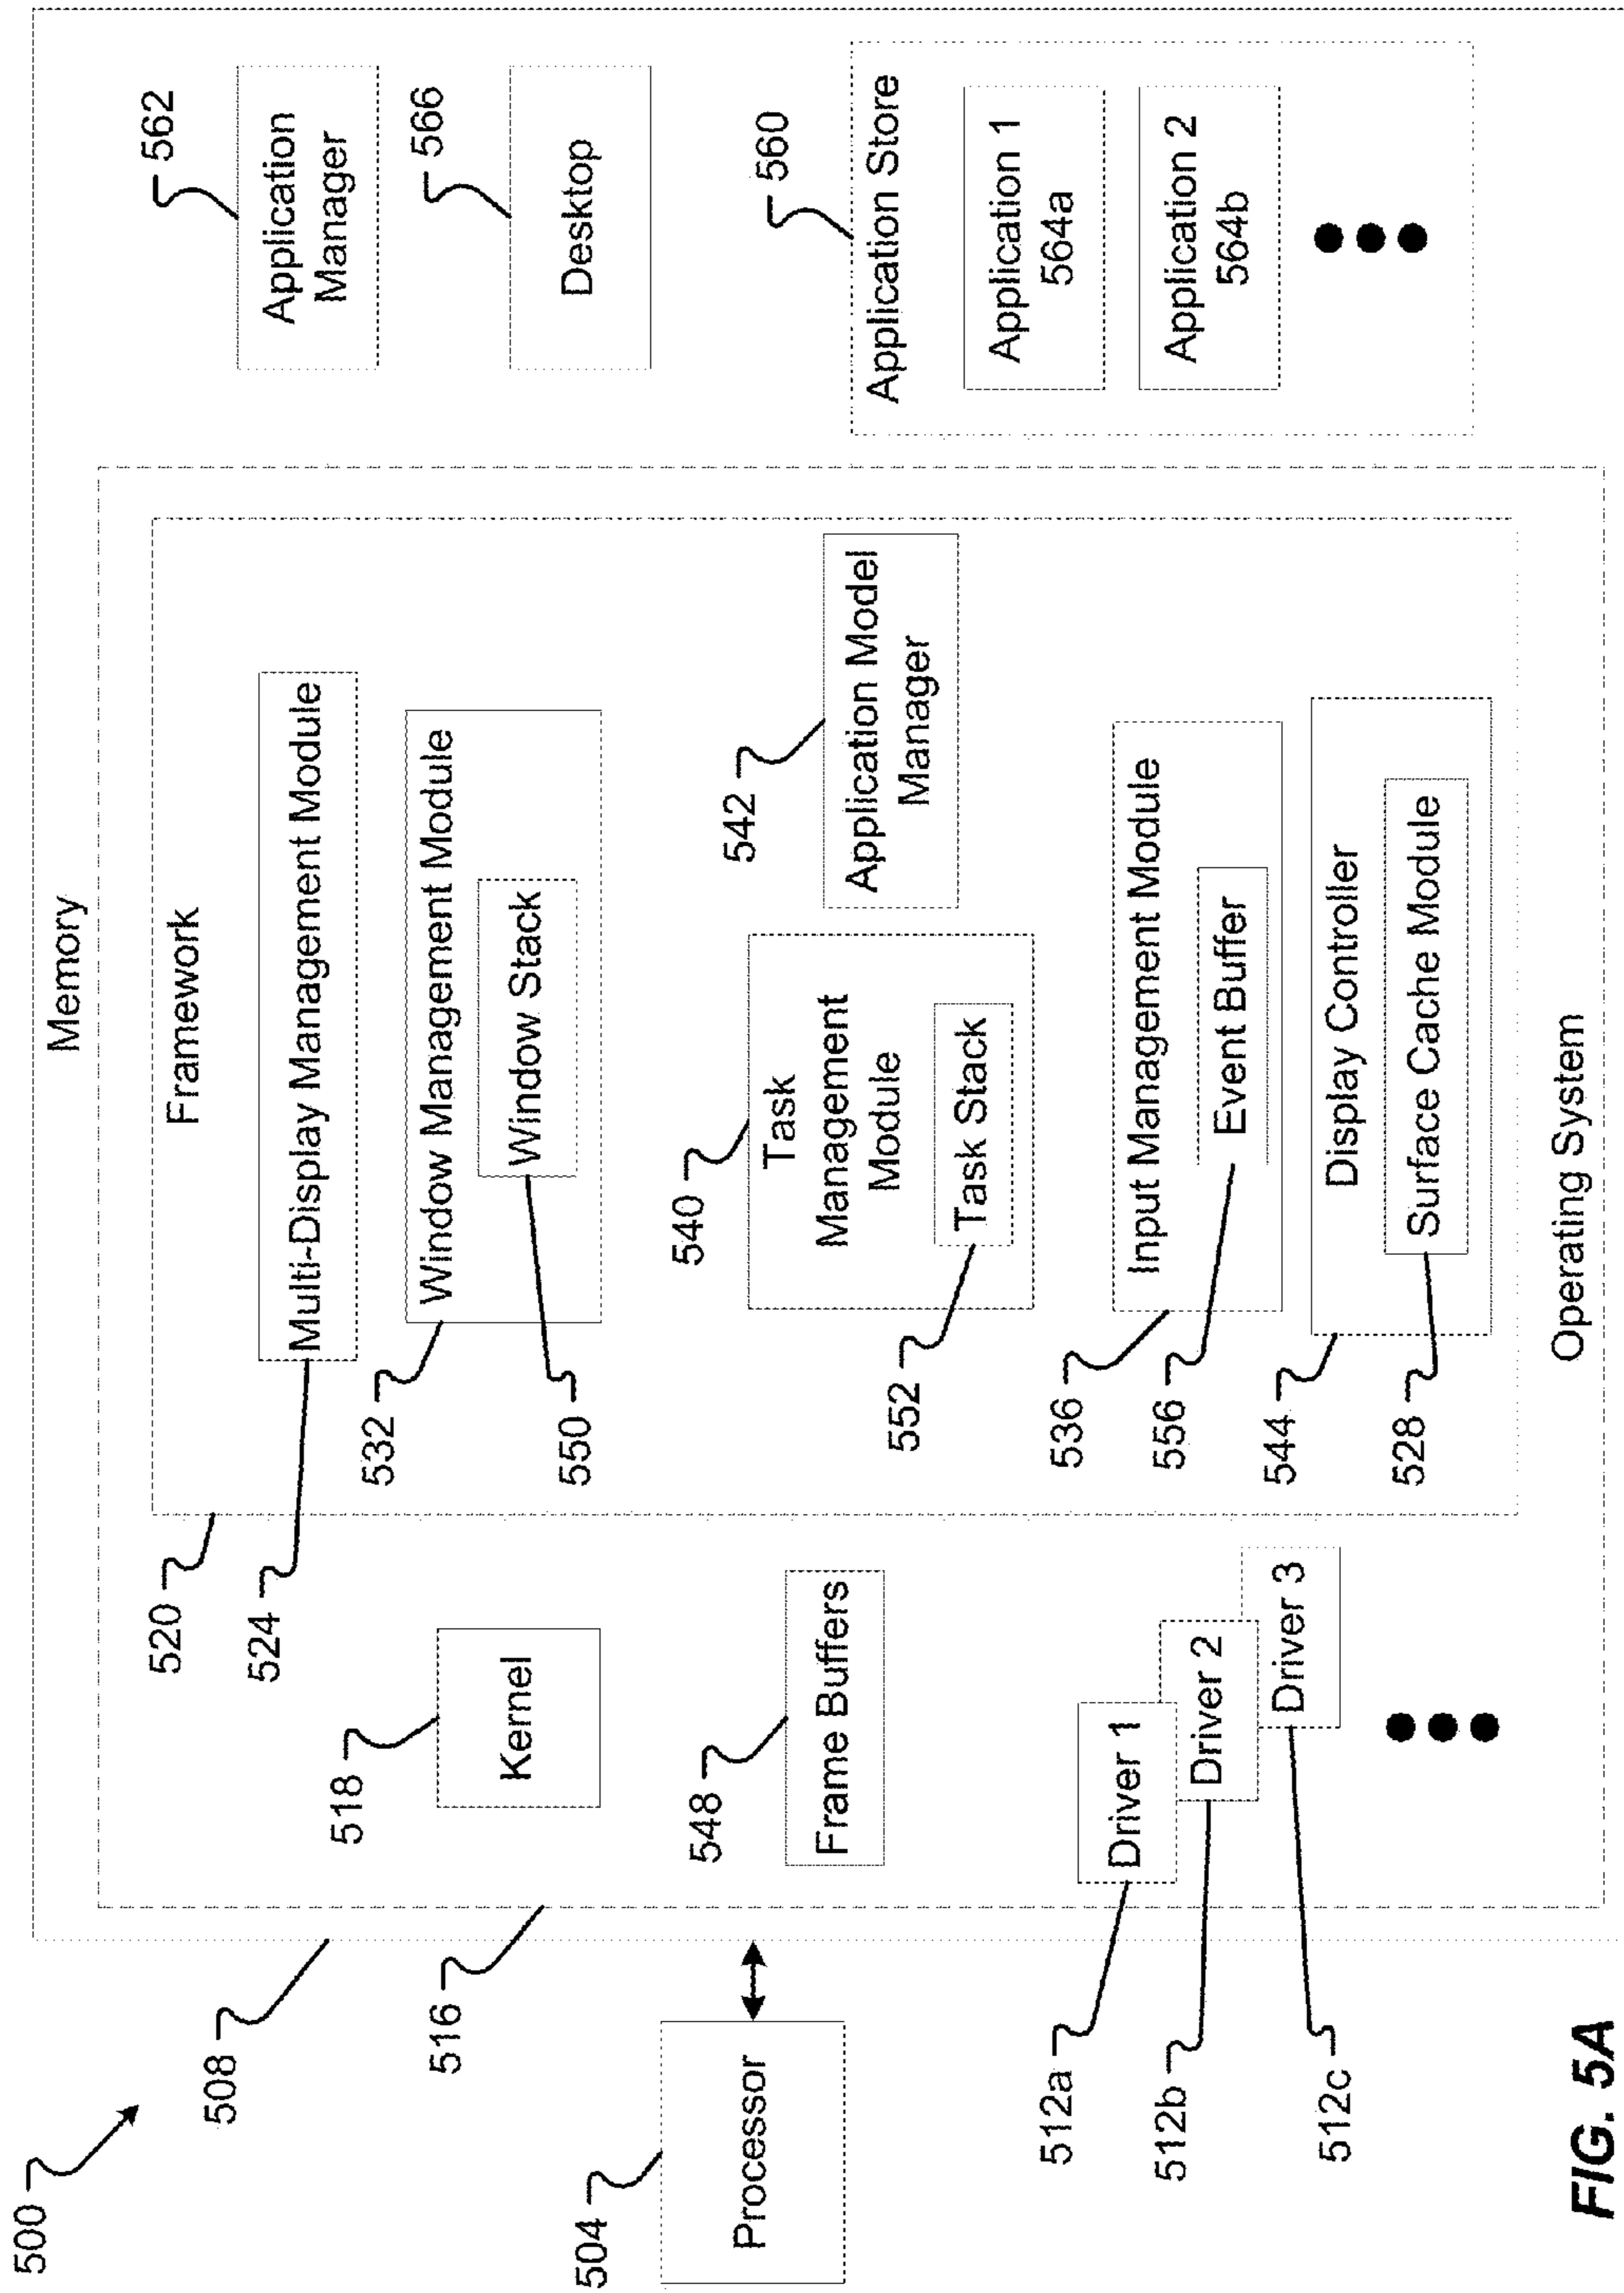 500
508
Memory
516
520
Framework
524
Multi-Display Management Module
532
Window Management Module
550
Window Stack
518
Kernel
504
Processor
548
Frame Buffers
540
Task
Management
Module
552
Task Stack
542
Application Model
Manager
536
Input Management Module
556
Event Buffer
544
Display Controller
528
Surface Cache Module
512a
Driver 1
512b
Driver 2
512c
Driver 3
Operating System
562
Application
Manager
566
Desktop
560
Application Store
Application 1
564a
Application 2
564b
FIG. 5A